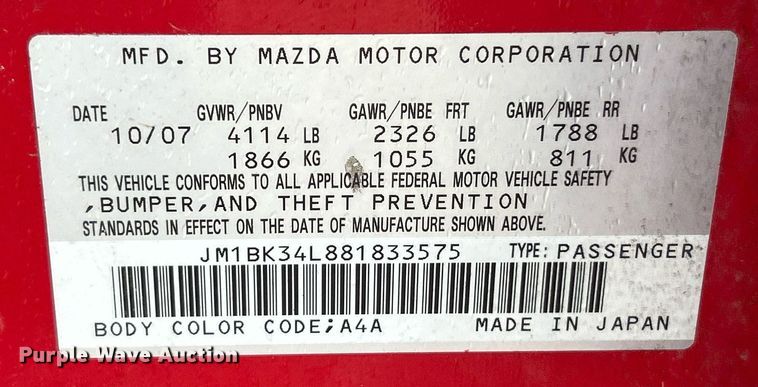 MFD. BY MAZDA MOTOR CORPORATION
DATE GVWR/PNBV GAWR/PNBE FRT GAWR/PNBE RR
10/07 4114 LB 2326 LB 1788 LB
1866 KG 1055 KG 811 KG
THIS VEHICLE CONFORMS TO ALL APPLICABLE FEDERAL MOTOR VEHICLE SAFETY
,BUMPER,AND THEFT PREVENTION
STANDARDS IN EFFECT ON THE DATE OF MANUFACTURE SHOWN ABOVE.
JM1BK34L881833575 TYPE: PASSENGER
BODY COLOR CODE;A4A MADE IN JAPAN
Purple Wave Auction